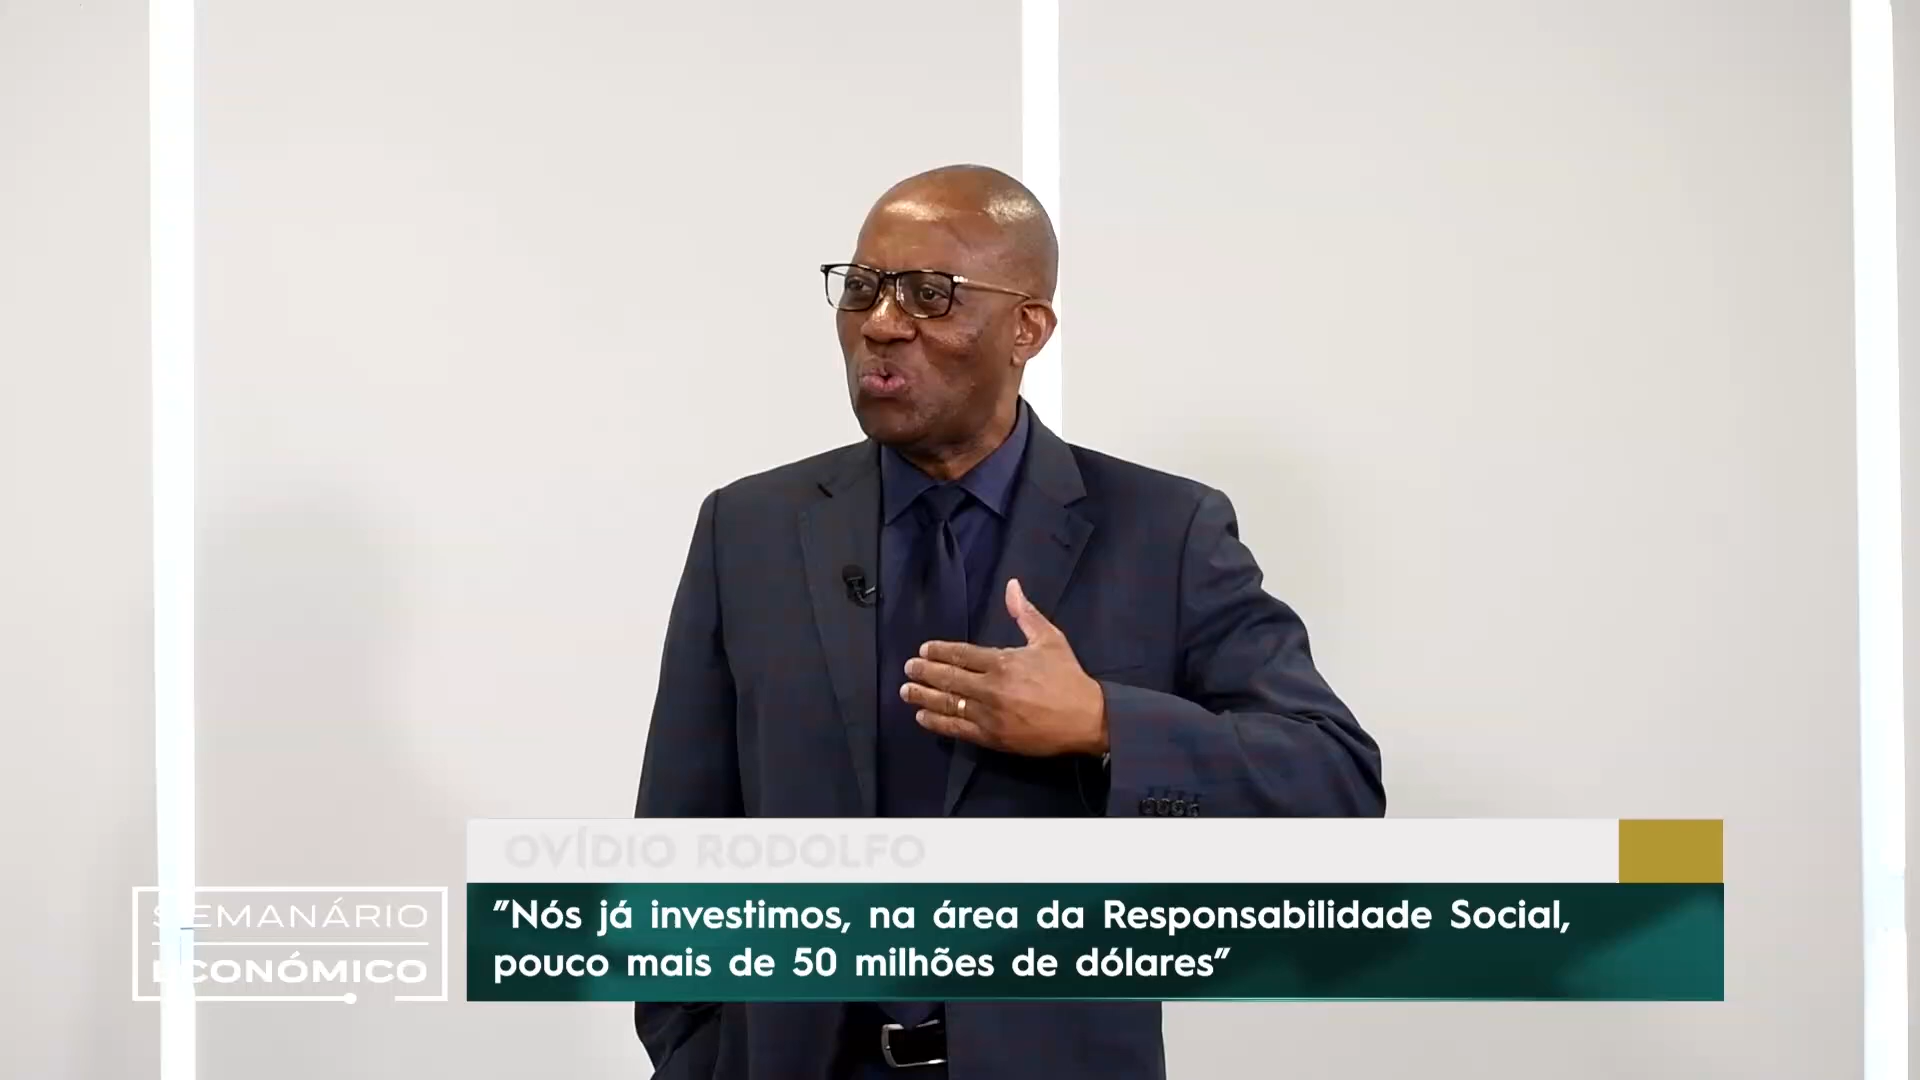 OVÍDIO RODOLFO
"Nós já investimos, na área da Responsabilidade Social,
pouco mais de 50 milhões de dólares"
SEMANÁRIO
ECONÓMICO